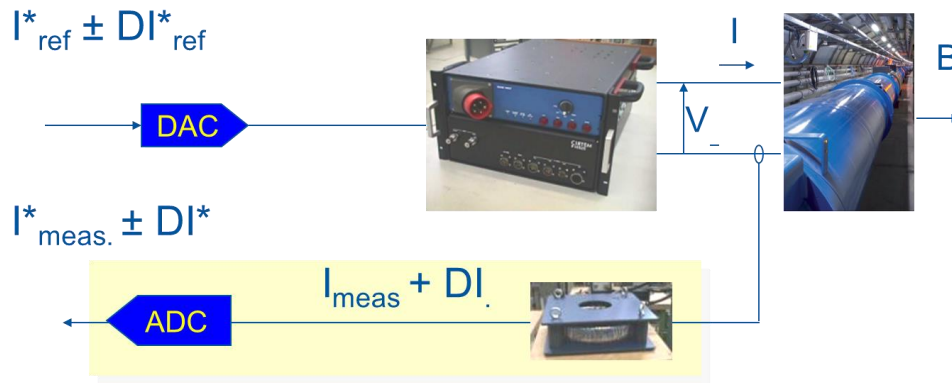 I*ref ± DI*ref
I
B
DAC
V
I*meas. ± DI*
Imeas + DI.
ADC